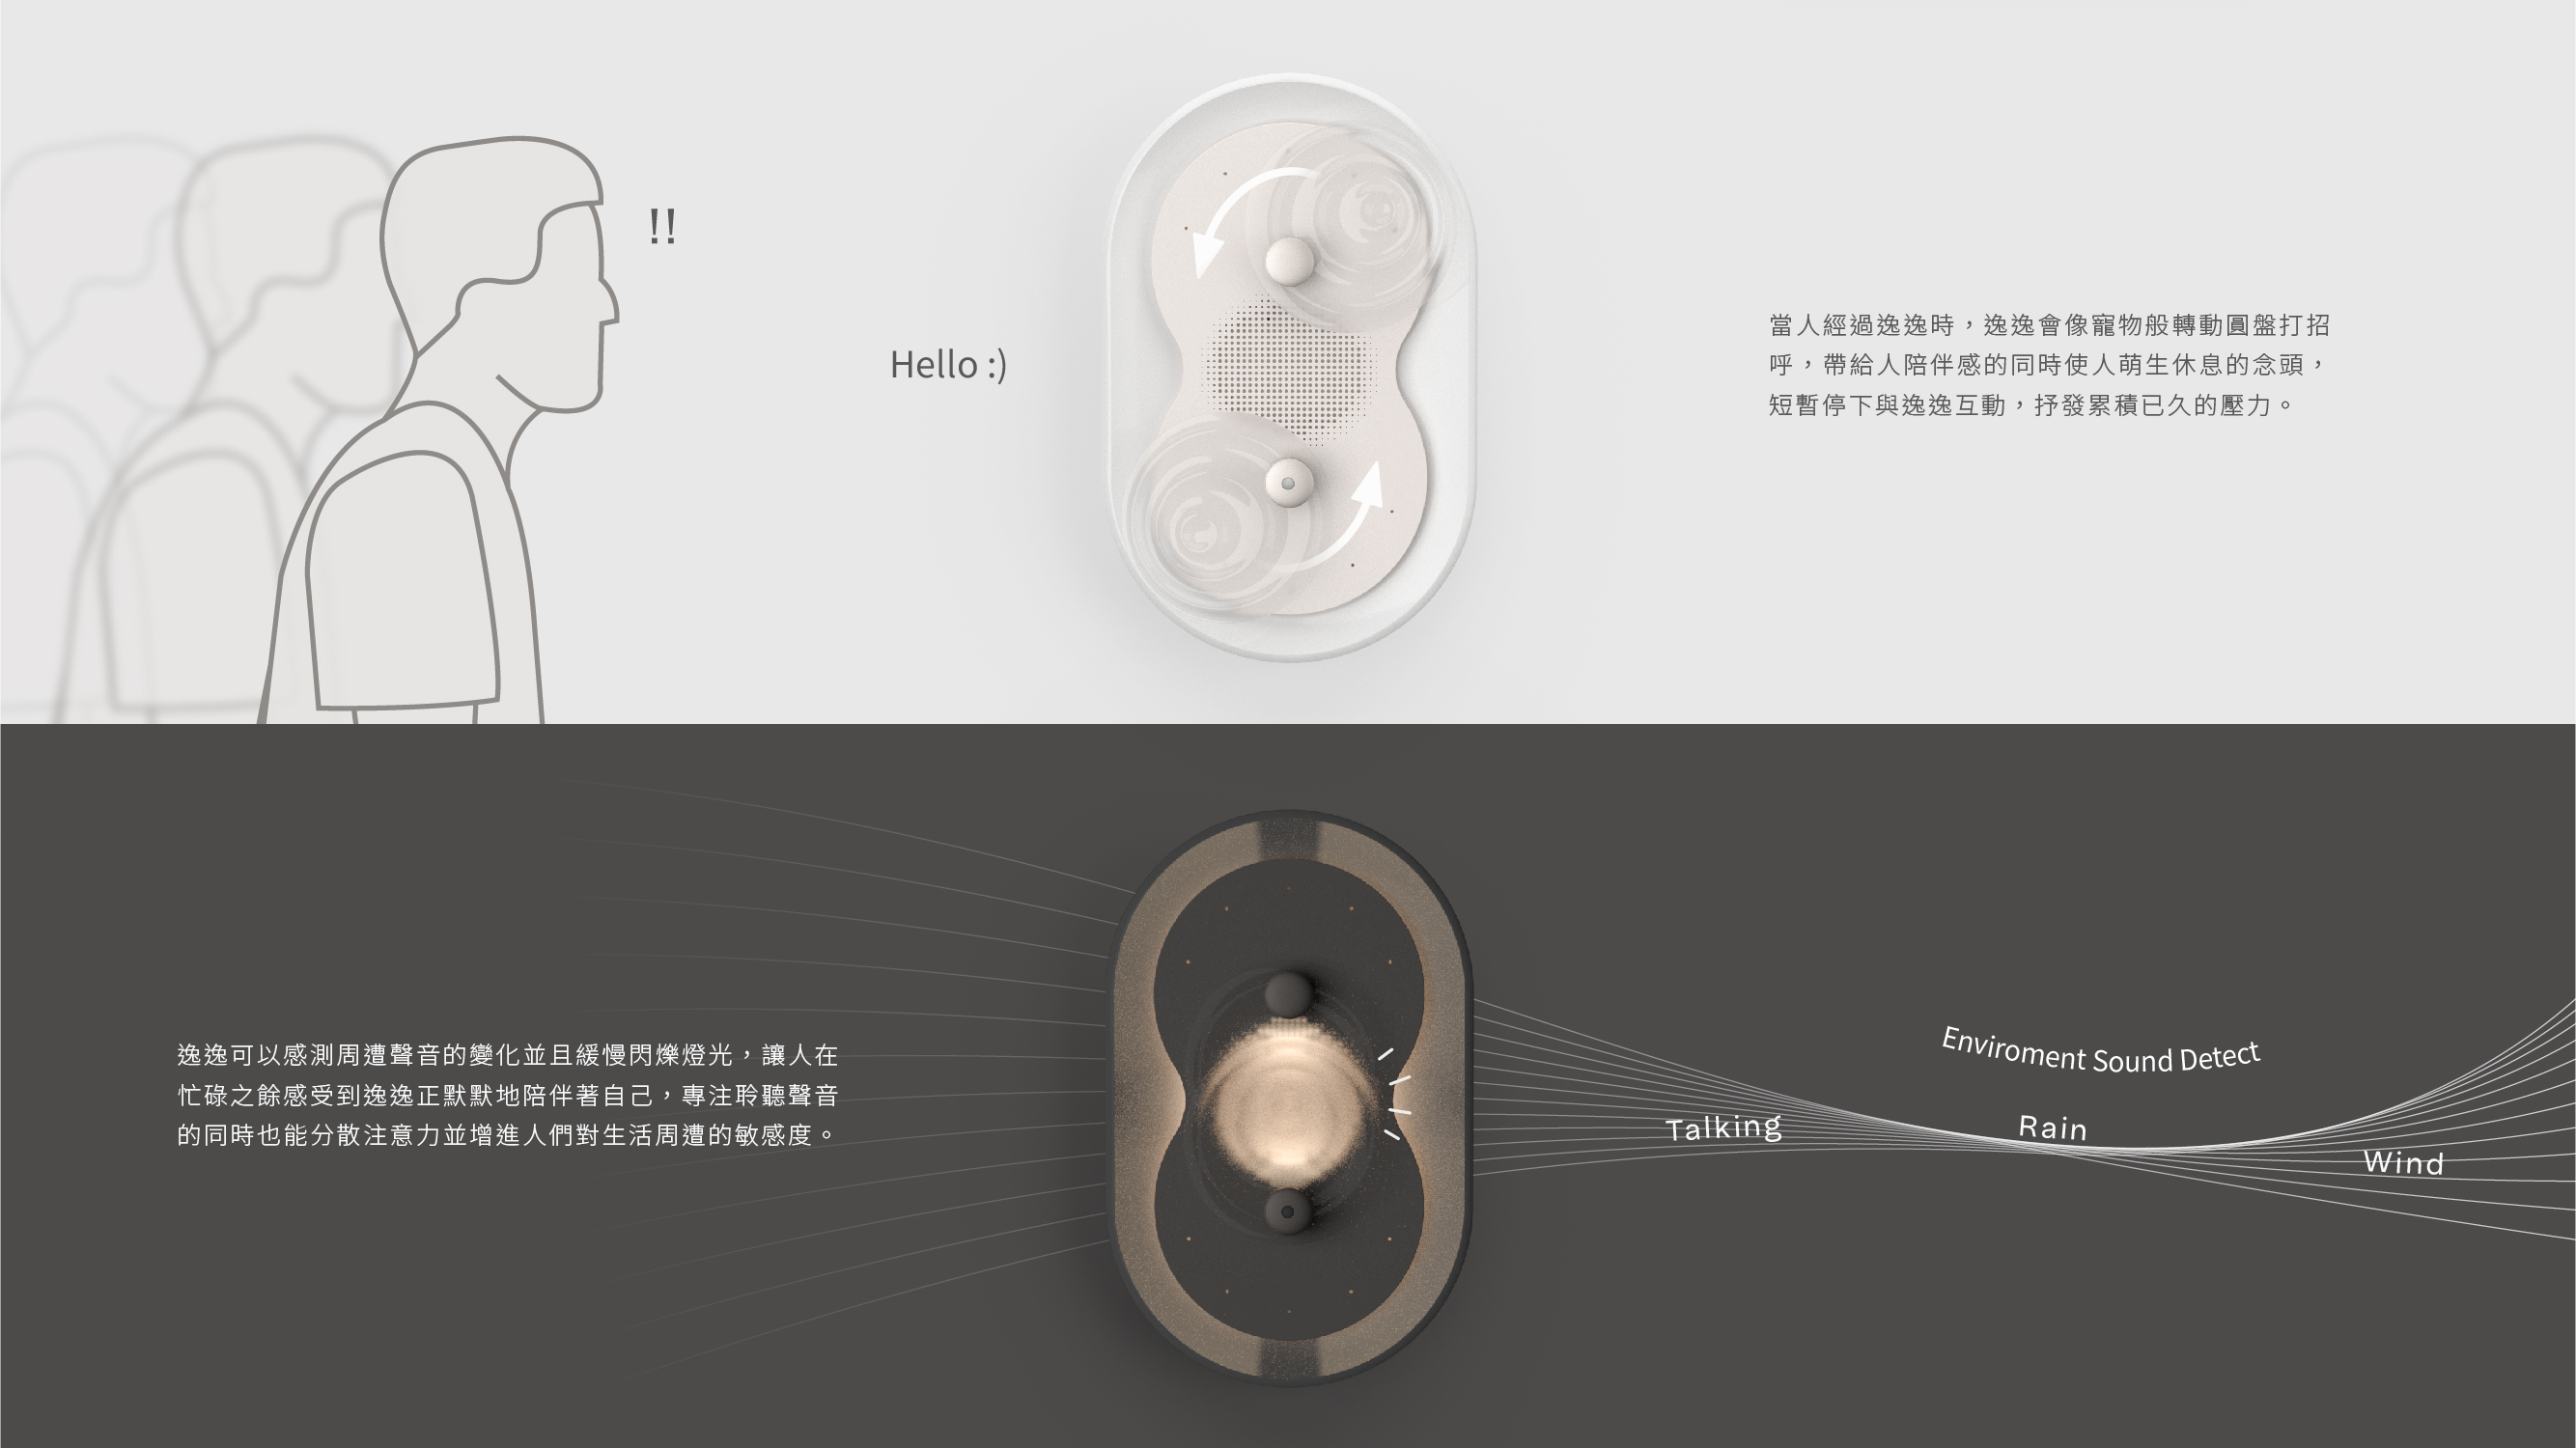 !!
Hello :)
當人經過逸逸時，逸逸會像寵物般轉動圓盤打招
呼，帶給人陪伴感的同時使人萌生休息的念頭，
短暫停下與逸逸互動，抒發累積已久的壓力。
逸逸可以感測周遭聲音的變化並且緩慢閃爍燈光，讓人在
忙碌之餘感受到逸逸正默默地陪伴著自己，專注聆聽聲音
的同時也能分散注意力並增進人們對生活周遭的敏感度。
Enviroment Sound Detect
Talking
Rain
Wind